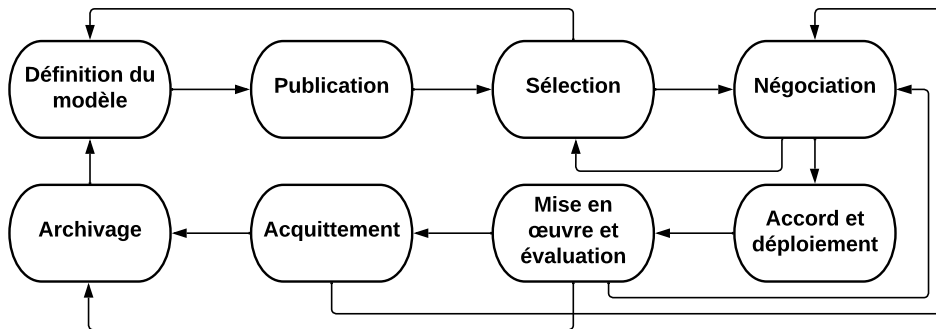 Définition du
modèle
Publication
Sélection
Négociation
Archivage
Acquittement
Mise en
œuvre et
évaluation
Accord et
déploiement